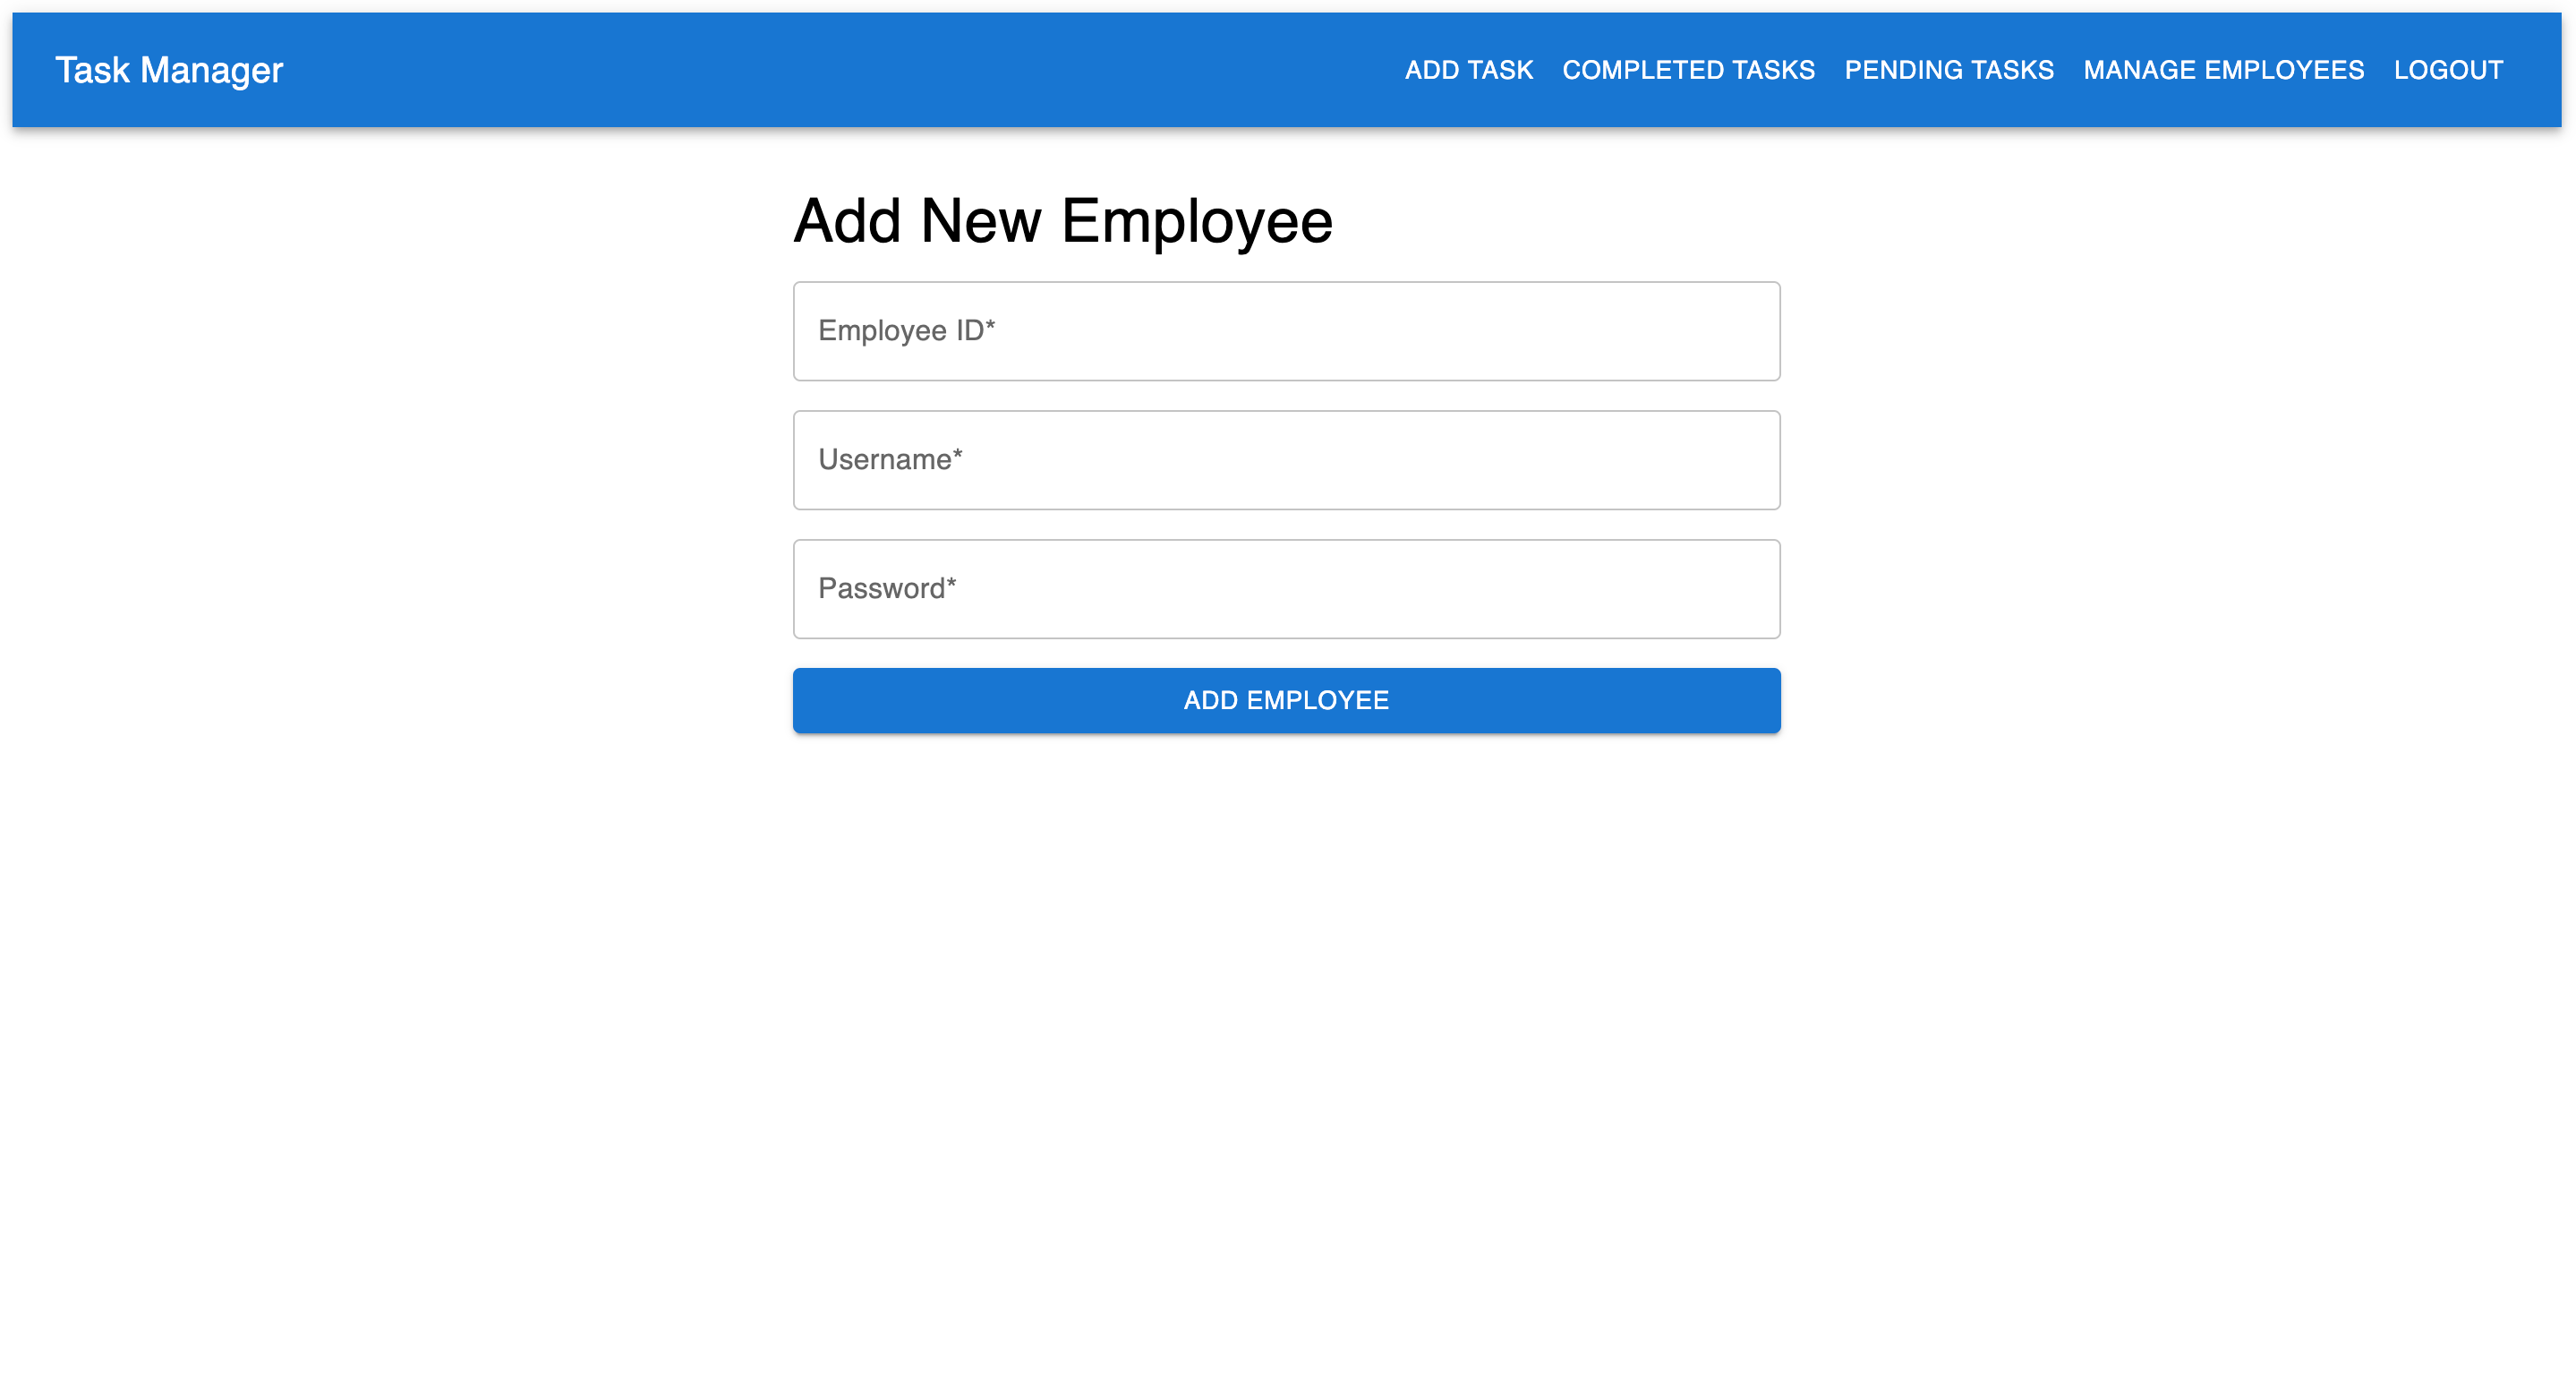 Task Manager
ADD TASK COMPLETED TASKS PENDING TASKS MANAGE EMPLOYEES LOGOUT
Add New Employee
Employee ID*
Username*
Password*
ADD EMPLOYEE